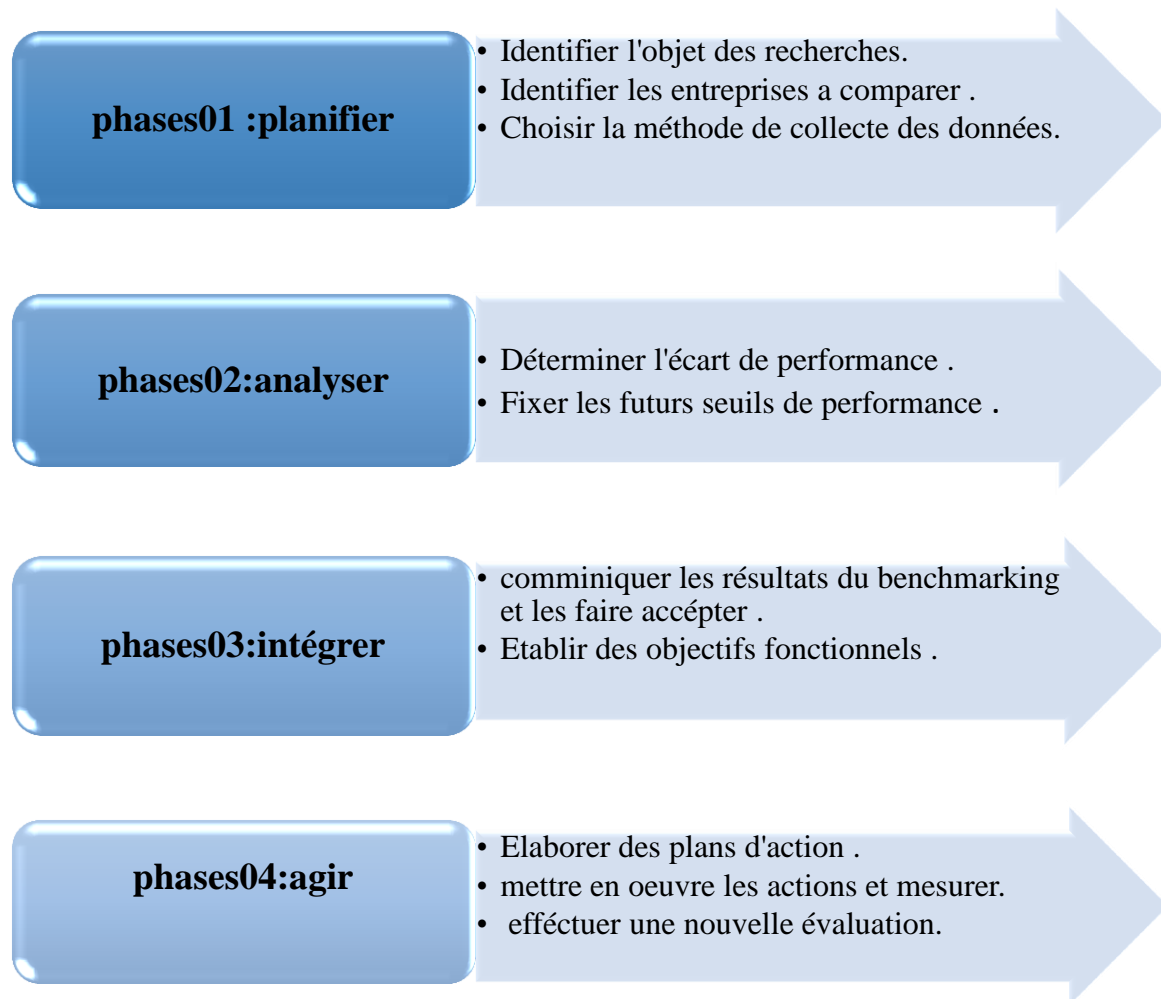 phases01 :planifier
• Identifier l'objet des recherches.
• Identifier les entreprises a comparer .
• Choisir la méthode de collecte des données.
phases02:analyser
• Déterminer l'écart de performance .
• Fixer les futurs seuils de performance .
phases03:intégrer
• comminiquer les résultats du benchmarking
et les faire accépter .
• Etablir des objectifs fonctionnels .
phases04:agir
• Elaborer des plans d'action .
• mettre en oeuvre les actions et mesurer.
• efféctuer une nouvelle évaluation.